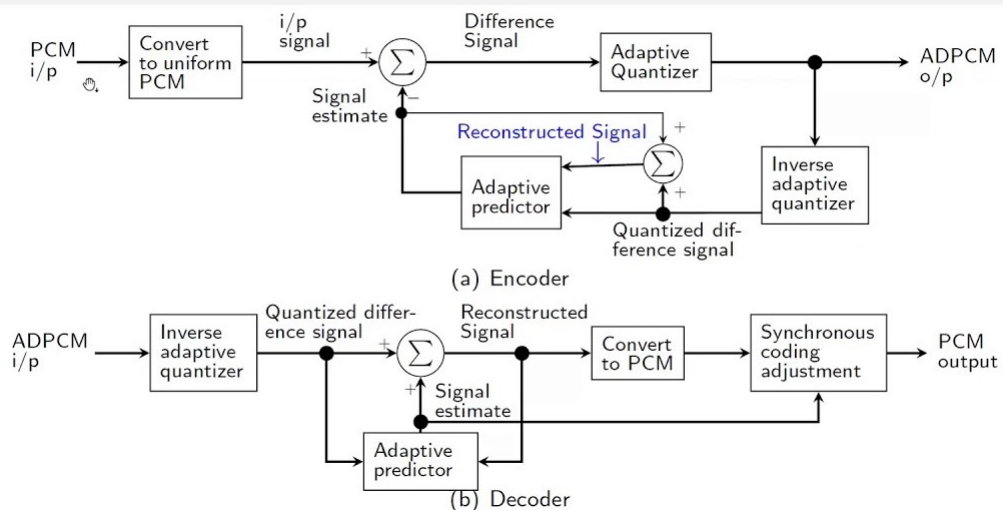 PCM
i/p
Convert
to uniform
PCM
i/p
signal
+
Σ
−
Difference
Signal
Adaptive
Quantizer
ADPCM
o/p
Signal
estimate
Reconstructed Signal
+
Σ
+
Adaptive
predictor
Inverse
adaptive
quantizer
Quantized dif-
ference signal
(a) Encoder
ADPCM
i/p
Inverse
adaptive
quantizer
Quantized differ-
ence signal
+
Σ
+
Reconstructed
Signal
Signal
estimate
Convert
to PCM
Synchronous
coding
adjustment
PCM
output
Adaptive
predictor
(b) Decoder